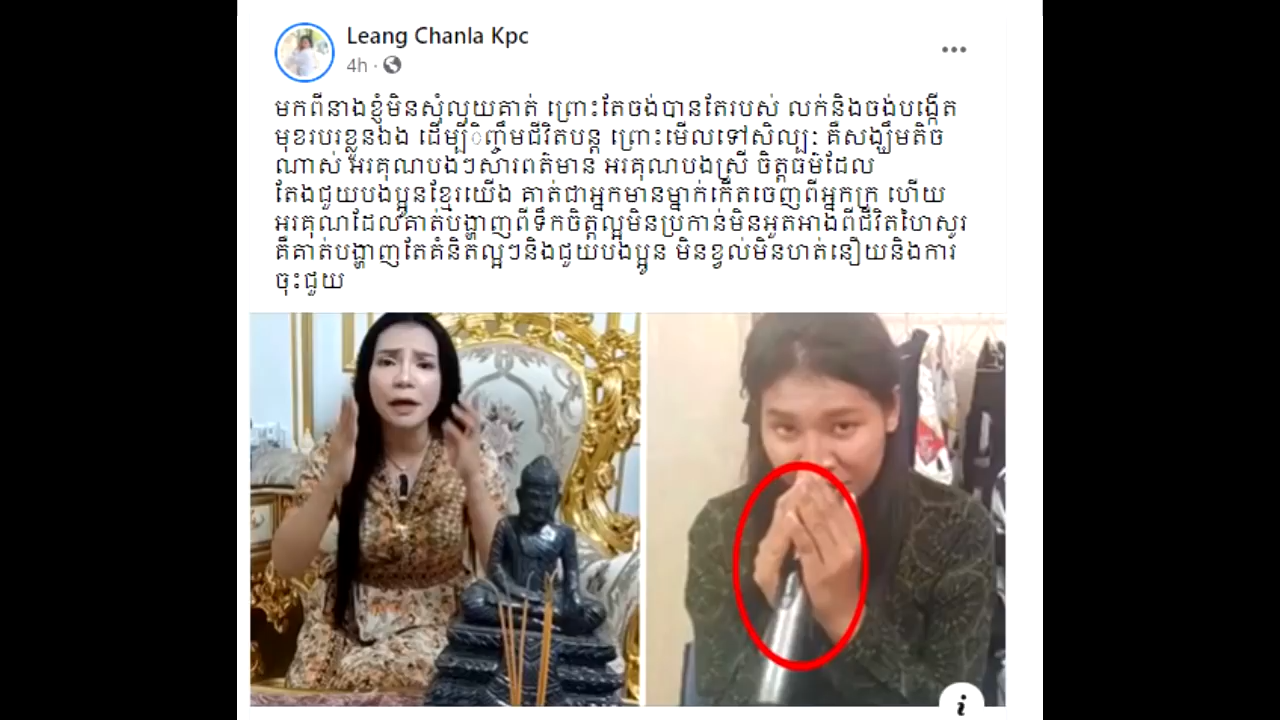 Leang Chanla Kpc
4h
មកពីនាងខ្ញុំមិនសុំលុយគាត់ ព្រោះតែចង់បានតែរបស់ លក់និងចង់បង្កើត
មុខរបរខ្លួនឯង ដើម្បីិញ្ចឹមជីវិតបន្ត ព្រោះមើលទៅសិល្បៈ គឺសង្ឃឹមតិច
ណាស់ អរគុណបងៗសារពត៌មាន អរគុណបងស្រី ចិត្តធម៌ដែល
តែងជួយបងប្អូនខ្មែរយើង គាត់ជាអ្នកមានម្នាក់កើតចេញពីអ្នកក្រ ហើយ
អរគុណដែលគាត់បង្ហាញពីទឹកចិត្តល្អមិនប្រកាន់មិនអួតអាងពីជីវិតហៃសូរ
គឺគាត់បង្ហាញតែគំនិតល្អៗនិងជួយបងប្អូន មិនខ្វល់មិនហត់នឿយនិងការ
ចុះជួយ